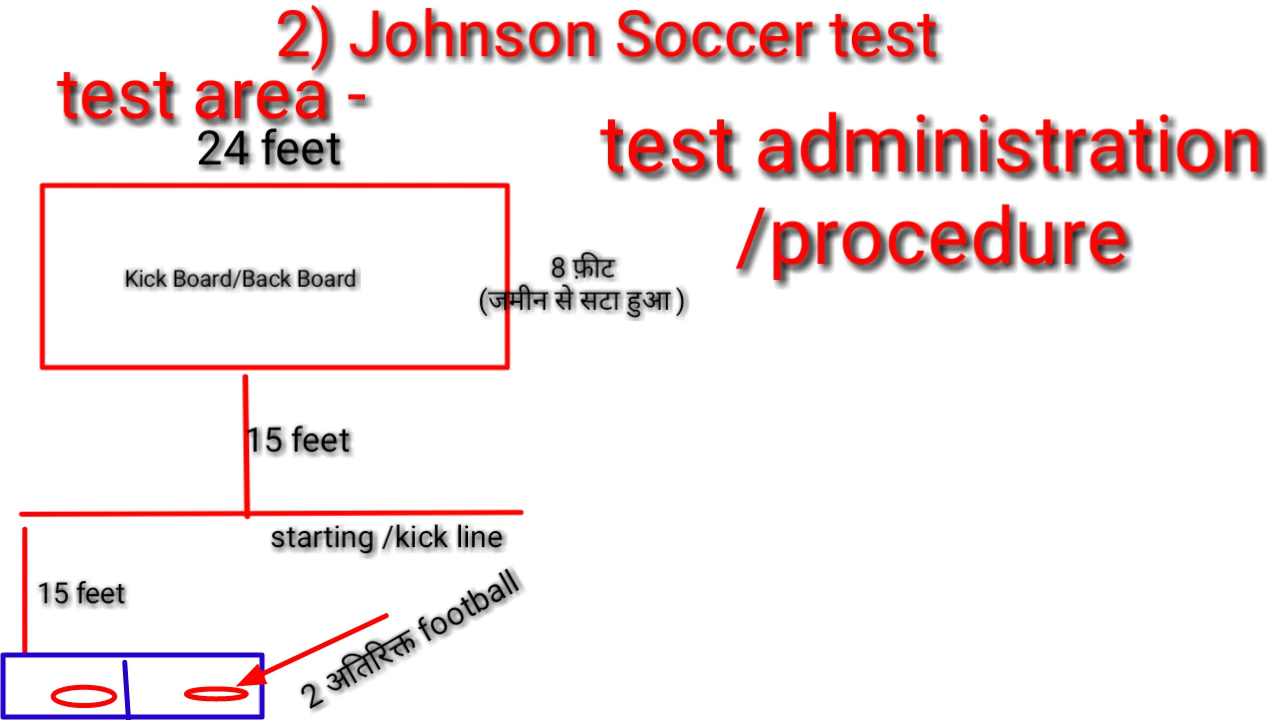 2) Johnson Soccer test
test area -
24 feet
test administration
/procedure
Kick Board/Back Board
8 फ़ीट
(जमीन से सटा हुआ )
15 feet
starting /kick line
15 feet
2 अतिरिक्त football